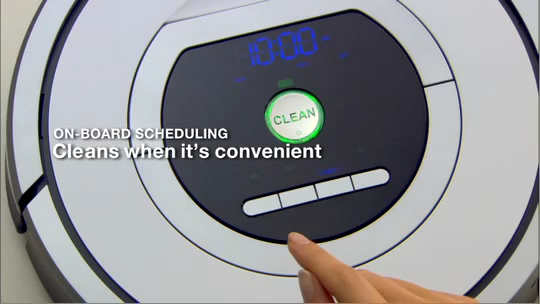 10:00
CLEAN
ON-BOARD SCHEDULING
Cleans when it's convenient